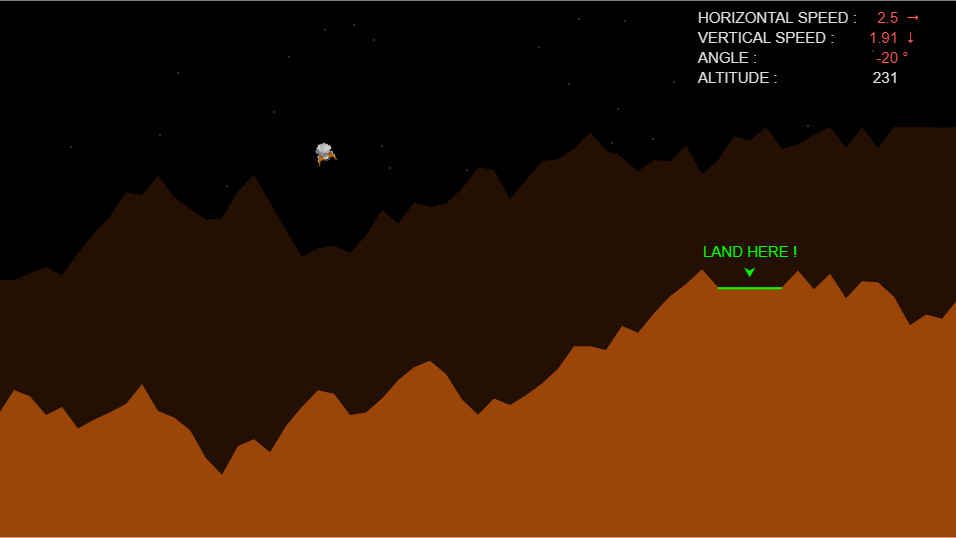 HORIZONTAL SPEED : 2.5 →
VERTICAL SPEED : 1.91 ↓
ANGLE : -20 °
ALTITUDE : 231
LAND HERE !